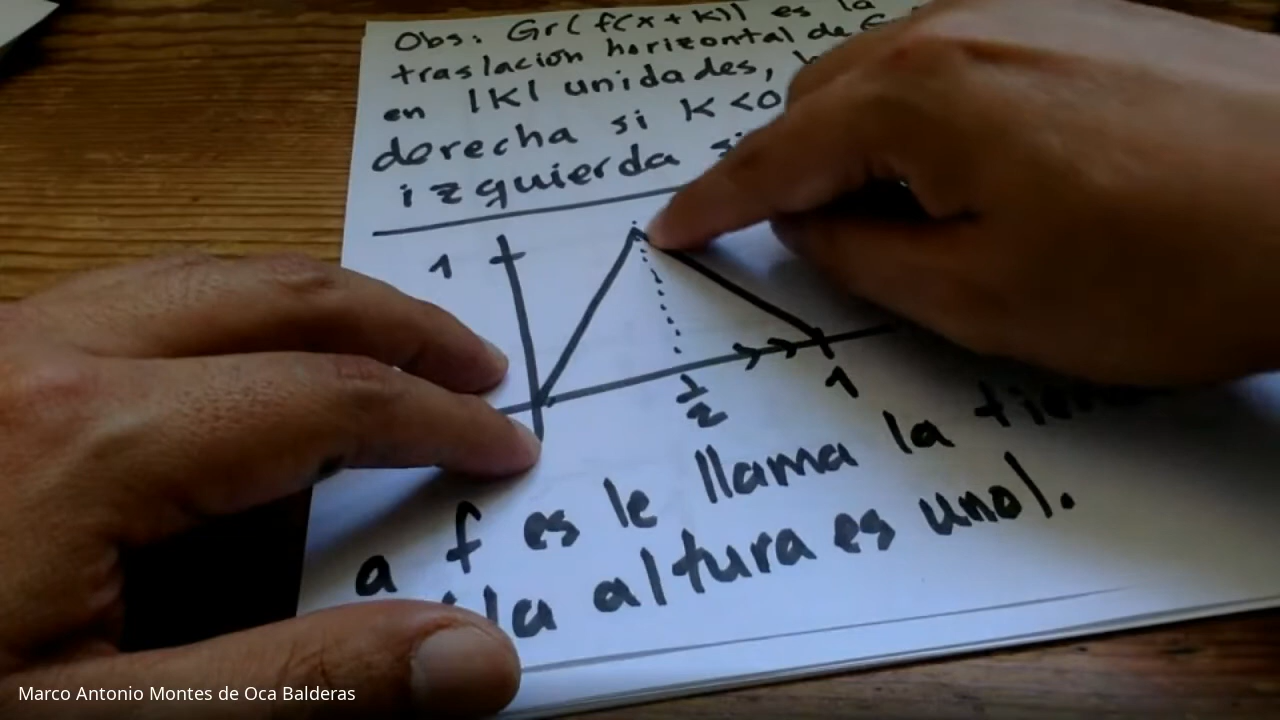 Obs: Gr(f(x+k)) es la
traslación horizontal de
en |K| unidades,
derecha si K<0
izquierda si
1
1/2
1
a f es le llama la
la altura es uno).
Marco Antonio Montes de Oca Balderas